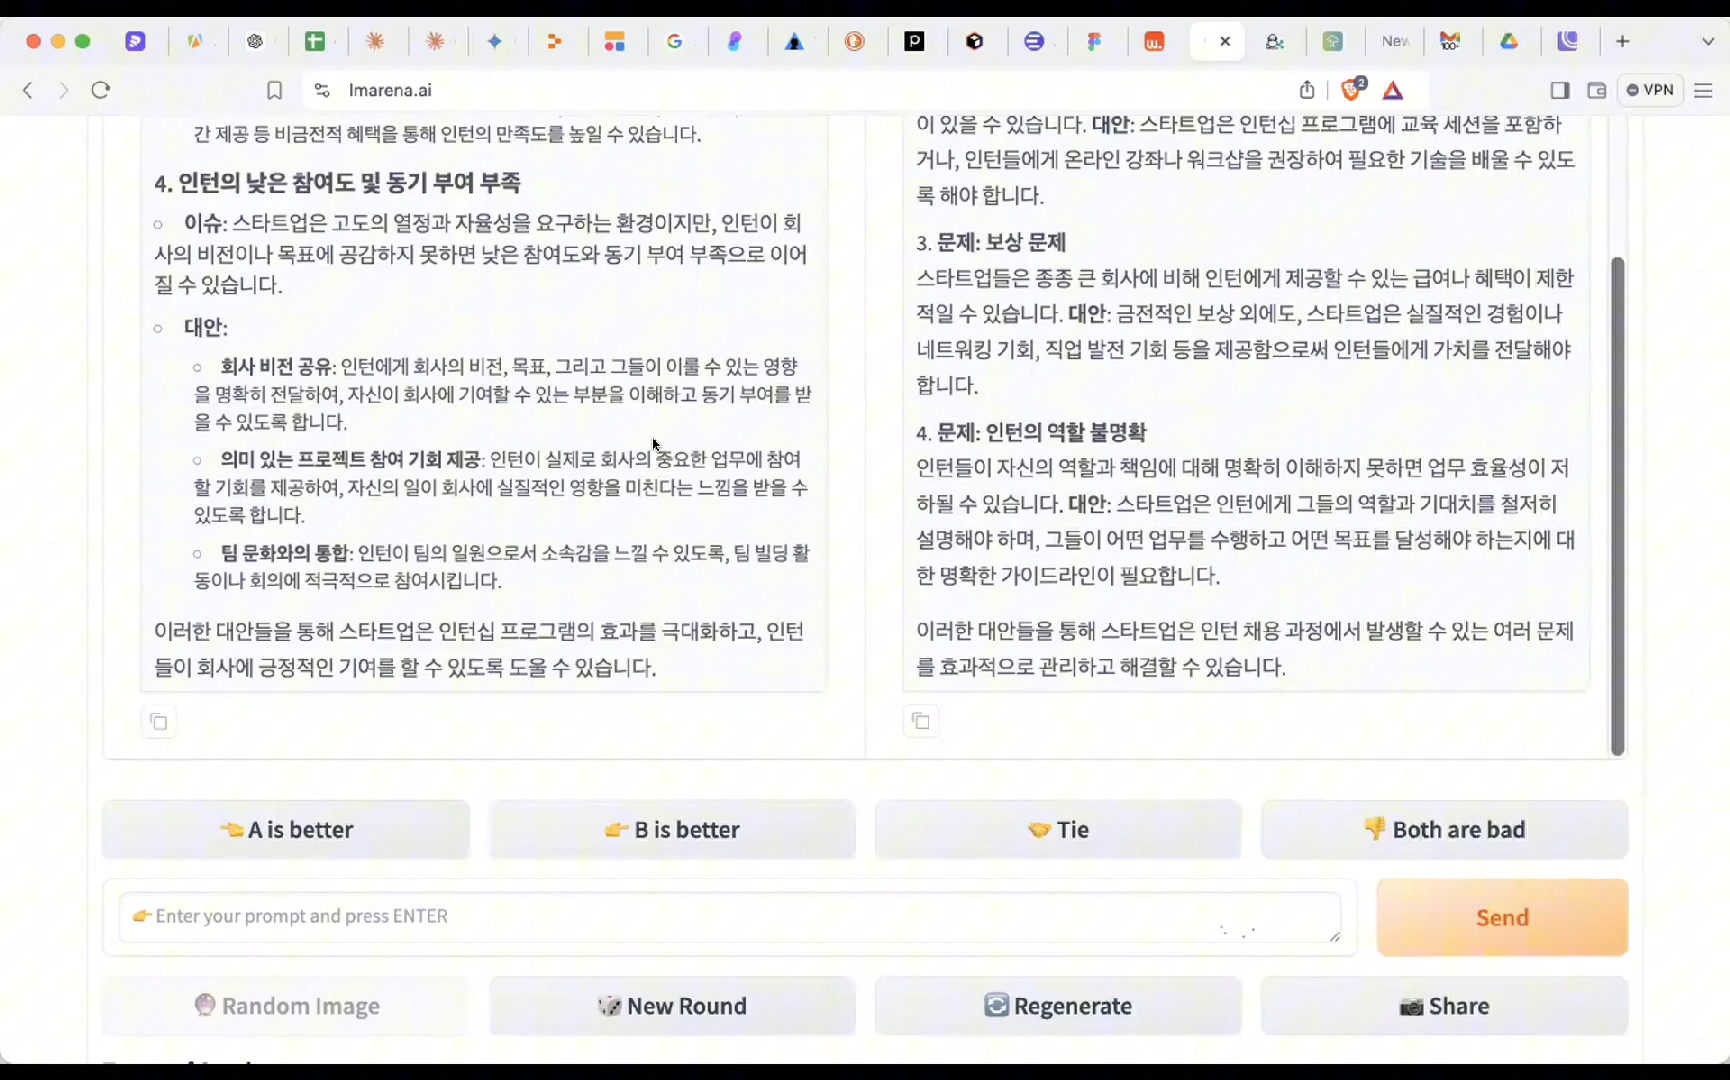 lmarena.ai
New
100
2
VPN
간 제공 등 비금전적 혜택을 통해 인턴의 만족도를 높일 수 있습니다.
4. 인턴의 낮은 참여도 및 동기 부여 부족
이슈: 스타트업은 고도의 열정과 자율성을 요구하는 환경이지만, 인턴이 회
사의 비전이나 목표에 공감하지 못하면 낮은 참여도와 동기 부여 부족으로 이어
질 수 있습니다.
대안:
회사 비전 공유: 인턴에게 회사의 비전, 목표, 그리고 그들이 이룰 수 있는 영향
을 명확히 전달하여, 자신이 회사에 기여할 수 있는 부분을 이해하고 동기 부여를 받
을 수 있도록 합니다.
의미 있는 프로젝트 참여 기회 제공: 인턴이 실제로 회사의 중요한 업무에 참여
할 기회를 제공하여, 자신의 일이 회사에 실질적인 영향을 미친다는 느낌을 받을 수
있도록 합니다.
팀 문화와의 통합: 인턴이 팀의 일원으로서 소속감을 느낄 수 있도록, 팀 빌딩 활
동이나 회의에 적극적으로 참여시킵니다.
이러한 대안들을 통해 스타트업은 인턴십 프로그램의 효과를 극대화하고, 인턴
들이 회사에 긍정적인 기여를 할 수 있도록 도울 수 있습니다.
이 있을 수 있습니다. 대안: 스타트업은 인턴십 프로그램에 교육 세션을 포함하
거나, 인턴들에게 온라인 강좌나 워크샵을 권장하여 필요한 기술을 배울 수 있도
록 해야 합니다.
3. 문제: 보상 문제
스타트업들은 종종 큰 회사에 비해 인턴에게 제공할 수 있는 급여나 혜택이 제한
적일 수 있습니다. 대안: 금전적인 보상 외에도, 스타트업은 실질적인 경험이나
네트워킹 기회, 직업 발전 기회 등을 제공함으로써 인턴들에게 가치를 전달해야
합니다.
4. 문제: 인턴의 역할 불명확
인턴들이 자신의 역할과 책임에 대해 명확히 이해하지 못하면 업무 효율성이 저
하될 수 있습니다. 대안: 스타트업은 인턴에게 그들의 역할과 기대치를 철저히
설명해야 하며, 그들이 어떤 업무를 수행하고 어떤 목표를 달성해야 하는지에 대
한 명확한 가이드라인이 필요합니다.
이러한 대안들을 통해 스타트업은 인턴 채용 과정에서 발생할 수 있는 여러 문제
를 효과적으로 관리하고 해결할 수 있습니다.
👈 A is better
👉 B is better
🤝 Tie
👎 Both are bad
👉 Enter your prompt and press ENTER
Send
🔮 Random Image
🎲 New Round
🔄 Regenerate
📷 Share